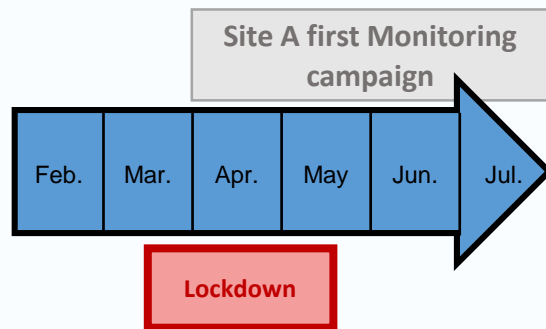 Site A first Monitoring
campaign
Feb. Mar. Apr. May Jun. Jul.
Lockdown